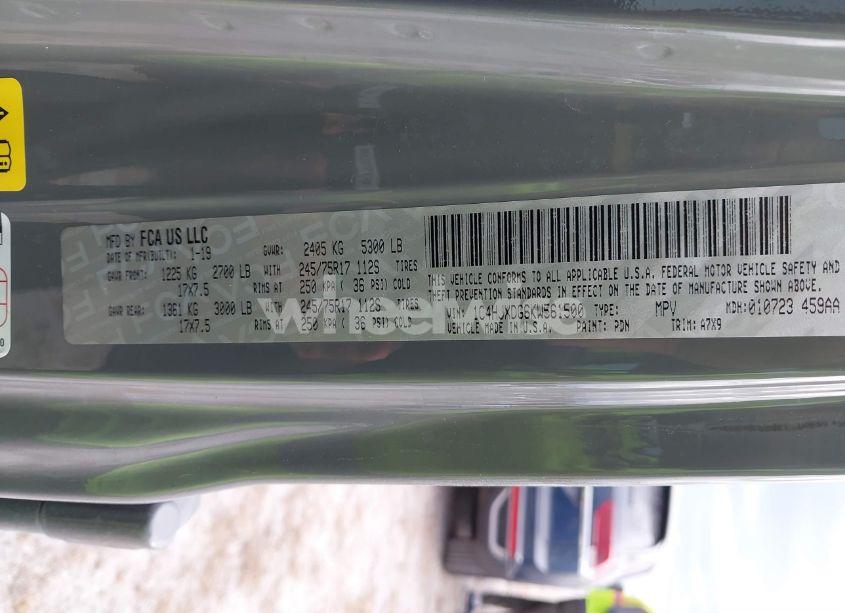 MFD BY FCA US LLC
DATE OF MFR(BUILT): 1-19 GVWR: 2405 KG 5300 LB
GAWR FRONT: 1225 KG 2700 LB WITH 245/75R17 112S TIRES
17X7.5 RIMS AT 250 KPA ( 36 PSI) COLD
GAWR REAR: 1361 KG 3000 LB WITH 245/75R17 112S TIRES
17X7.5 RIMS AT 250 KPA ( 36 PSI) COLD
THIS VEHICLE CONFORMS TO ALL APPLICABLE U.S.A. FEDERAL MOTOR VEHICLE SAFETY AND
THEFT PREVENTION STANDARDS IN EFFECT ON THE DATE OF MANUFACTURE SHOWN ABOVE.
VIN: 1C4HJXDG6KW561500 TYPE: MPV MDH:010723 459AA
VEHICLE MADE IN U.S.A. PAINT: PDN TRIM: A7X9